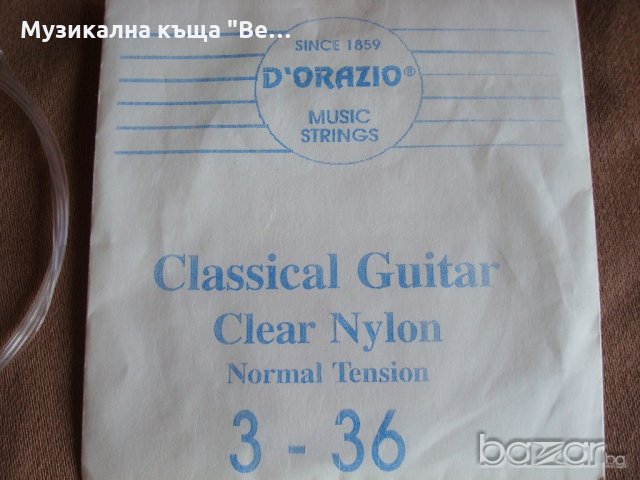 Музикална къща "Ве...
SINCE 1859
D'ORAZIO®
MUSIC
STRINGS
Classical Guitar
Clear Nylon
Normal Tension
3 - 36
bazar.bg